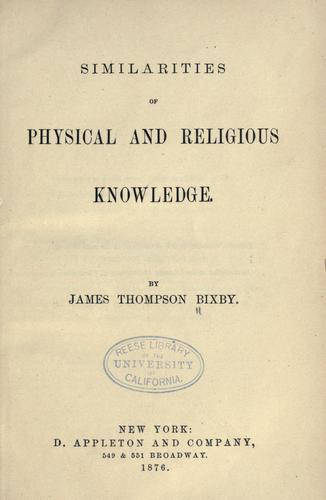 SIMILARITIES
OF
PHYSICAL AND RELIGIOUS
KNOWLEDGE.
BY
JAMES THOMPSON BIXBY.
REESE LIBRARY
OF THE
UNIVERSITY
OF
CALIFORNIA.
NEW YORK:
D. APPLETON AND COMPANY,
549 & 551 BROADWAY.
1876.